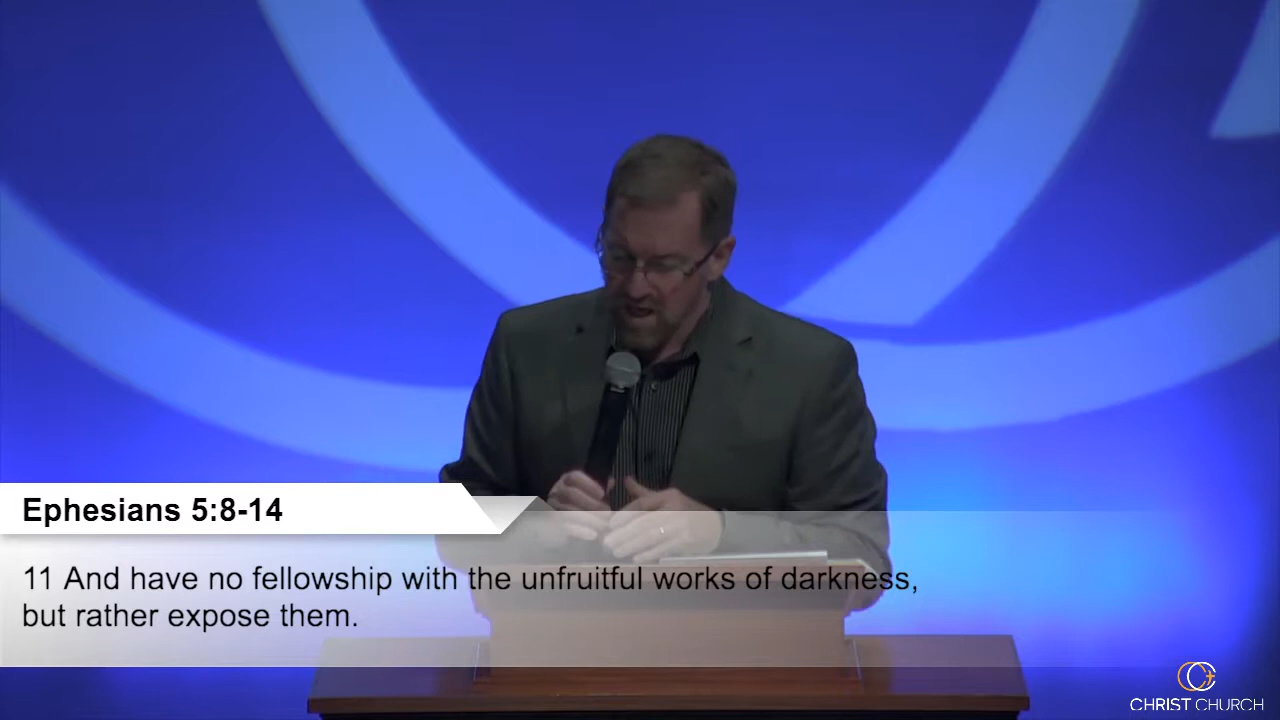 Ephesians 5:8-14
11 And have no fellowship with the unfruitful works of darkness,
but rather expose them.
CHRIST CHURCH